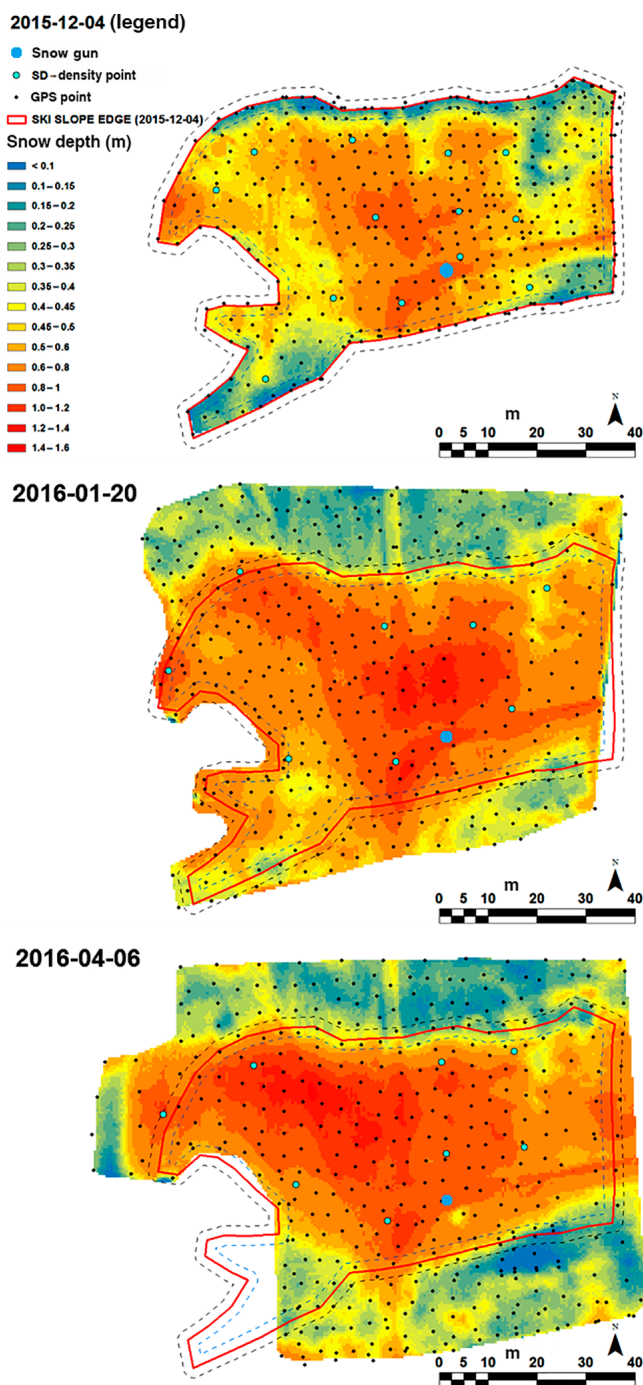 2015-12-04 (legend)
Snow gun
SD-density point
GPS point
SKI SLOPE EDGE (2015-12-04)
Snow depth (m)
< 0.1
0.1-0.15
0.15-0.2
0.2-0.25
0.25-0.3
0.3-0.35
0.35-0.4
0.4-0.45
0.45-0.5
0.5-0.6
0.6-0.8
0.8-1
1.0-1.2
1.2-1.4
1.4-1.6
N
m
0 5 10 20 30 40
2016-01-20
N
m
0 5 10 20 30 40
2016-04-06
N
m
0 5 10 20 30 40